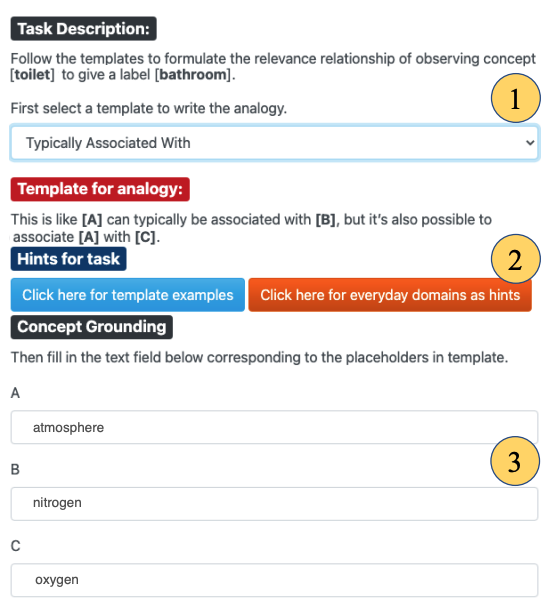 Task Description:
Follow the templates to formulate the relevance relationship of observing concept
[toilet] to give a label [bathroom].
First select a template to write the analogy.
1
Typically Associated With
Template for analogy:
This is like [A] can typically be associated with [B], but it's also possible to
associate [A] with [C].
Hints for task
2
Click here for template examples
Click here for everyday domains as hints
Concept Grounding
Then fill in the text field below corresponding to the placeholders in template.
A
atmosphere
B
3
nitrogen
C
oxygen